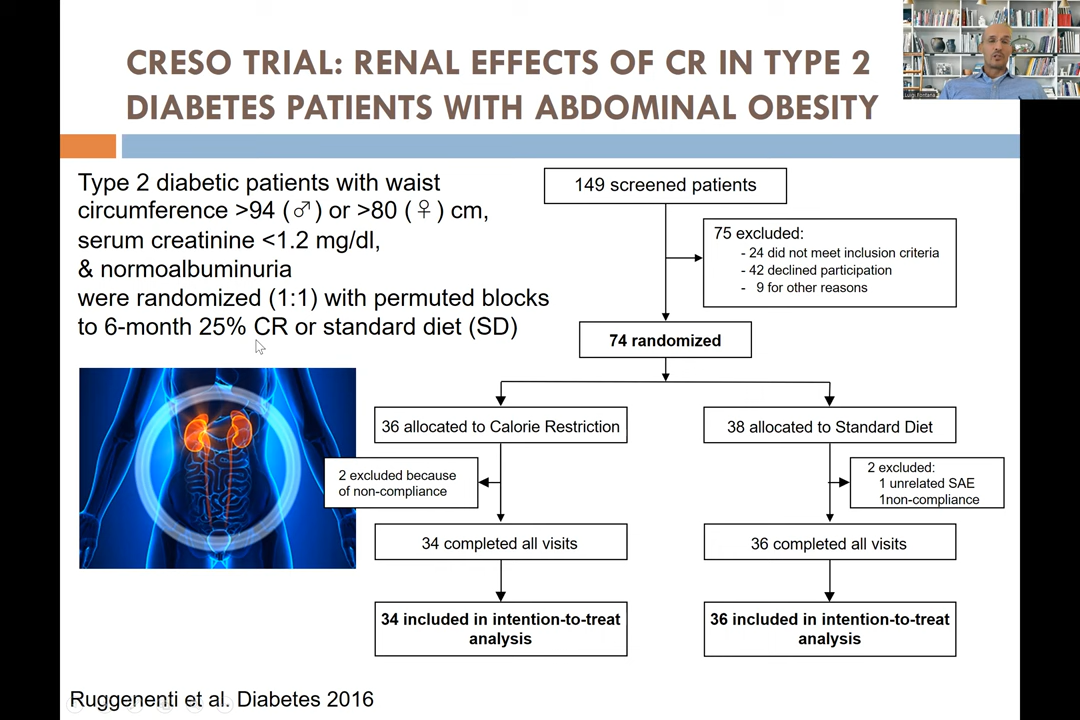 CRESO TRIAL: RENAL EFFECTS OF CR IN TYPE 2
DIABETES PATIENTS WITH ABDOMINAL OBESITY
Luigi Fontana
Type 2 diabetic patients with waist
circumference >94 (♂) or >80 (♀) cm,
serum creatinine <1.2 mg/dl,
& normoalbuminuria
were randomized (1:1) with permuted blocks
to 6-month 25% CR or standard diet (SD)
149 screened patients
75 excluded:
- 24 did not meet inclusion criteria
- 42 declined participation
- 9 for other reasons
74 randomized
36 allocated to Calorie Restriction
38 allocated to Standard Diet
2 excluded because
of non-compliance
2 excluded:
1 unrelated SAE
1non-compliance
34 completed all visits
36 completed all visits
34 included in intention-to-treat
analysis
36 included in intention-to-treat
analysis
Ruggenenti et al. Diabetes 2016